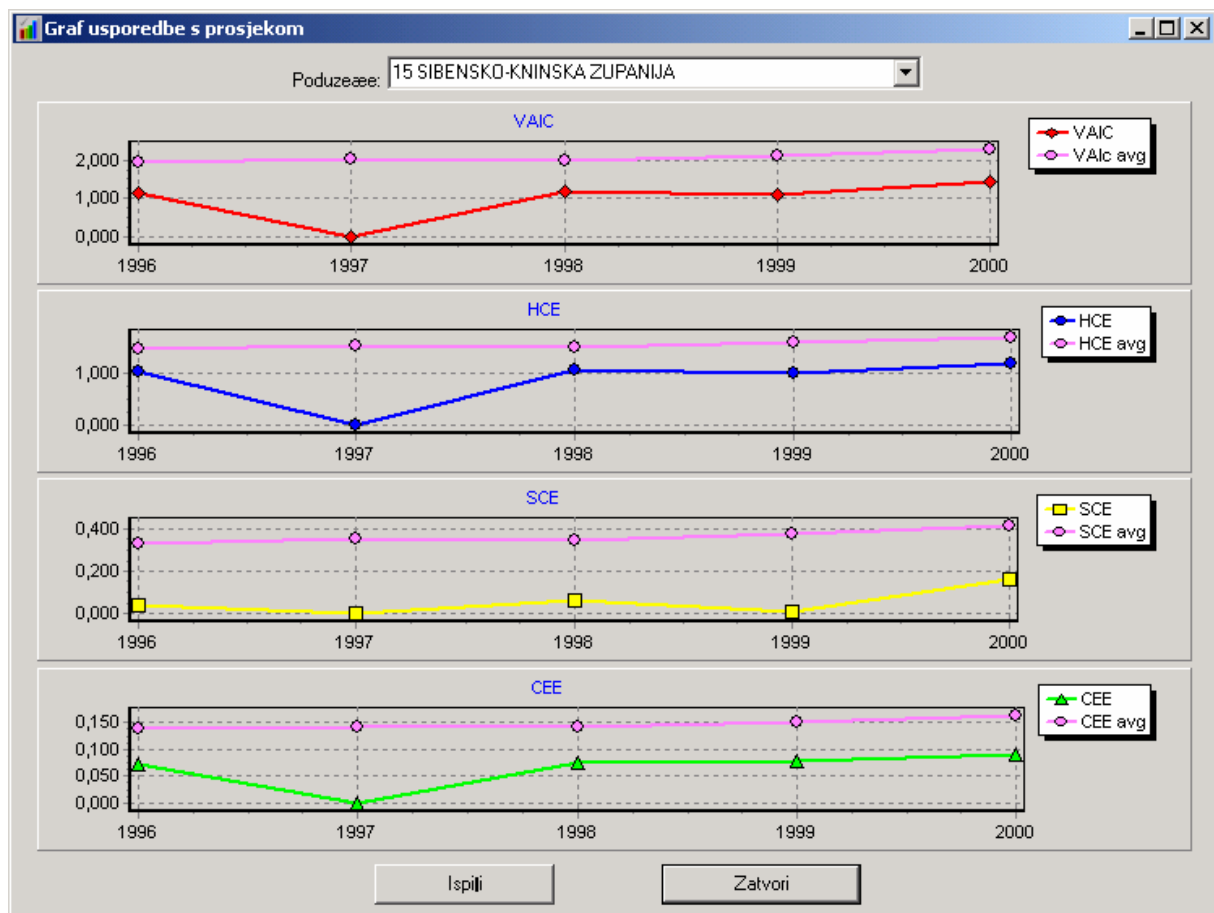 Graf usporedbe s prosjekom
Poduzeæe: 15 SIBENSKO-KNINSKA ZUPANIJA
VAIC
2,000
1,000
0,000
1996 1997 1998 1999 2000
VAIC
VAIc avg
HCE
1,000
0,000
1996 1997 1998 1999 2000
HCE
HCE avg
SCE
0,400
0,200
0,000
1996 1997 1998 1999 2000
SCE
SCE avg
CEE
0,150
0,100
0,050
0,000
1996 1997 1998 1999 2000
CEE
CEE avg
Ispili Zatvori